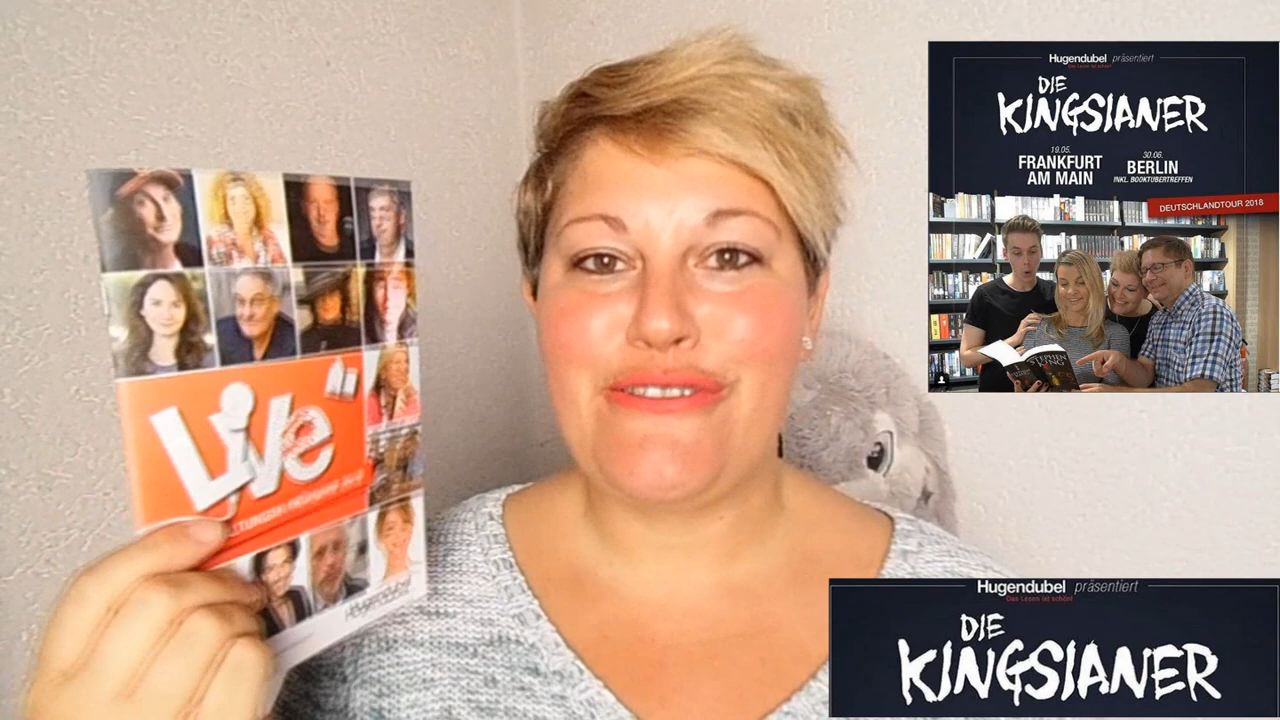 Hugendubel präsentiert
Das Lesen ist schön!
DIE
KINGSIANER
19.05. 30.06.
FRANKFURT
AM MAIN
BERLIN
INKL. BOOKTUBERTREFFEN
DEUTSCHLANDTOUR 2018
STEPHEN
KING
Live
Hugendubel präsentiert
Das Lesen ist schön!
DIE
KINGSIANER